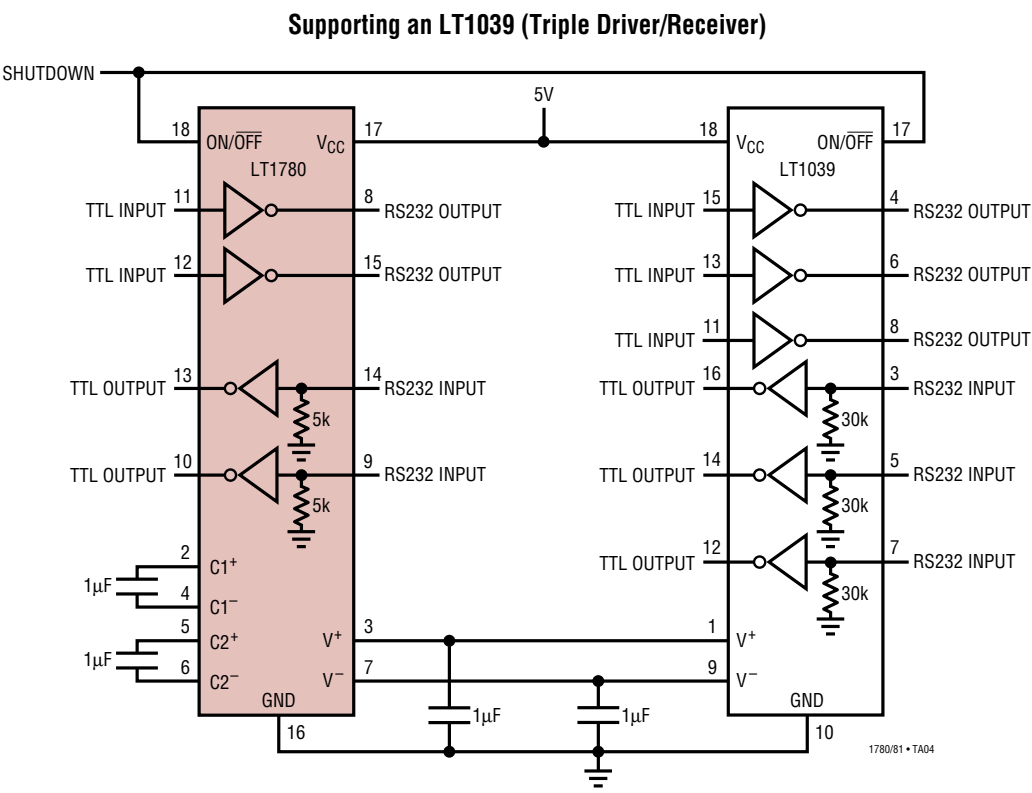 Supporting an LT1039 (Triple Driver/Receiver)
SHUTDOWN
5V
18 ON/OFF VCC 17
LT1780
18 VCC ON/OFF 17
LT1039
TTL INPUT 11 8 RS232 OUTPUT
TTL INPUT 15 4 RS232 OUTPUT
TTL INPUT 12 15 RS232 OUTPUT
TTL INPUT 13 6 RS232 OUTPUT
TTL INPUT 11 8 RS232 OUTPUT
TTL OUTPUT 13 14 RS232 INPUT
5k
TTL OUTPUT 16 3 RS232 INPUT
30k
TTL OUTPUT 10 9 RS232 INPUT
5k
TTL OUTPUT 14 5 RS232 INPUT
30k
TTL OUTPUT 12 7 RS232 INPUT
30k
2 C1+
1μF
4 C1−
5 C2+ V+ 3
1 V+
1μF
6 C2− V− 7
9 V−
GND
16
1μF
1μF
GND
10
1780/81 • TA04